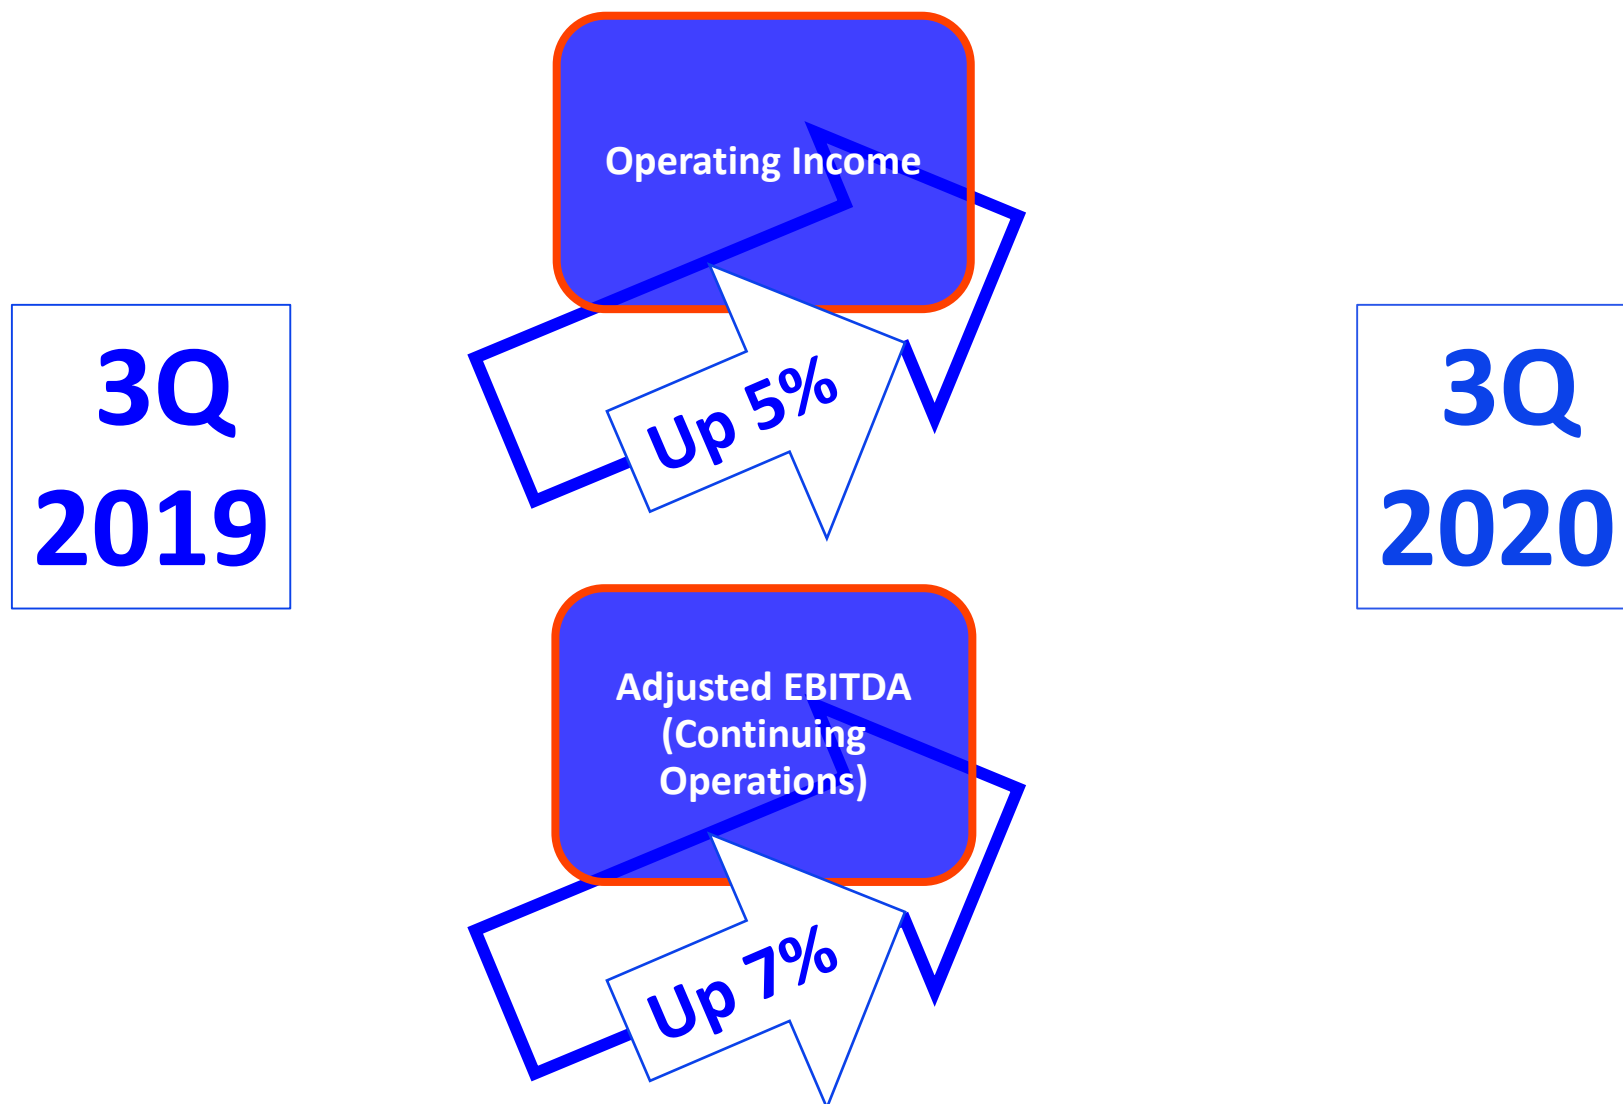 3Q
2019
Operating Income
Up 5%
Adjusted EBITDA
(Continuing
Operations)
Up 7%
3Q
2020